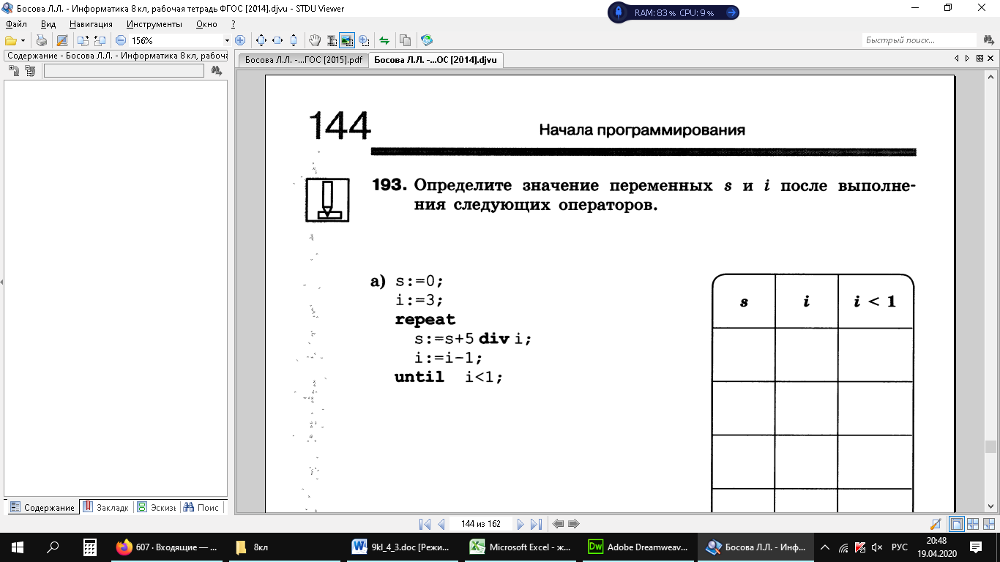 Босова Л.Л. - Информатика 8 кл, рабочая тетрадь ФГОС [2014].djvu - STDU Viewer
RAM: 83 % CPU: 9 %
Файл Вид Навигация Инструменты Окно ?
156%
Быстрый поиск...
Содержание - Босова Л.Л. - Информатика 8 кл, рабоча
Босова Л.Л. -...ГОС [2015].pdf
Босова Л.Л. -...ОС [2014].djvu
144
Начала программирования
193. Определите значение переменных s и i после выполне-
ния следующих операторов.
а) s:=0;
i:=3;
repeat
s:=s+5 div i;
i:=i-1;
until i<1;
s i i < 1
Содержание Закладк Эскизы Поис
144 из 162
607 · Входящие — ...
8кл
9kl_4_3.doc [Режи...
Microsoft Excel - ж...
Adobe Dreamweav...
Босова Л.Л. - Инф...
РУС
20:48
19.04.2020